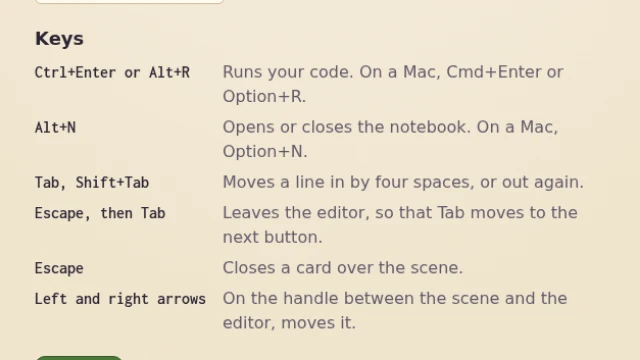 Keys
Ctrl+Enter or Alt+R Runs your code. On a Mac, Cmd+Enter or
Option+R.
Alt+N Opens or closes the notebook. On a Mac,
Option+N.
Tab, Shift+Tab Moves a line in by four spaces, or out again.
Escape, then Tab Leaves the editor, so that Tab moves to the
next button.
Escape Closes a card over the scene.
Left and right arrows On the handle between the scene and the
editor, moves it.